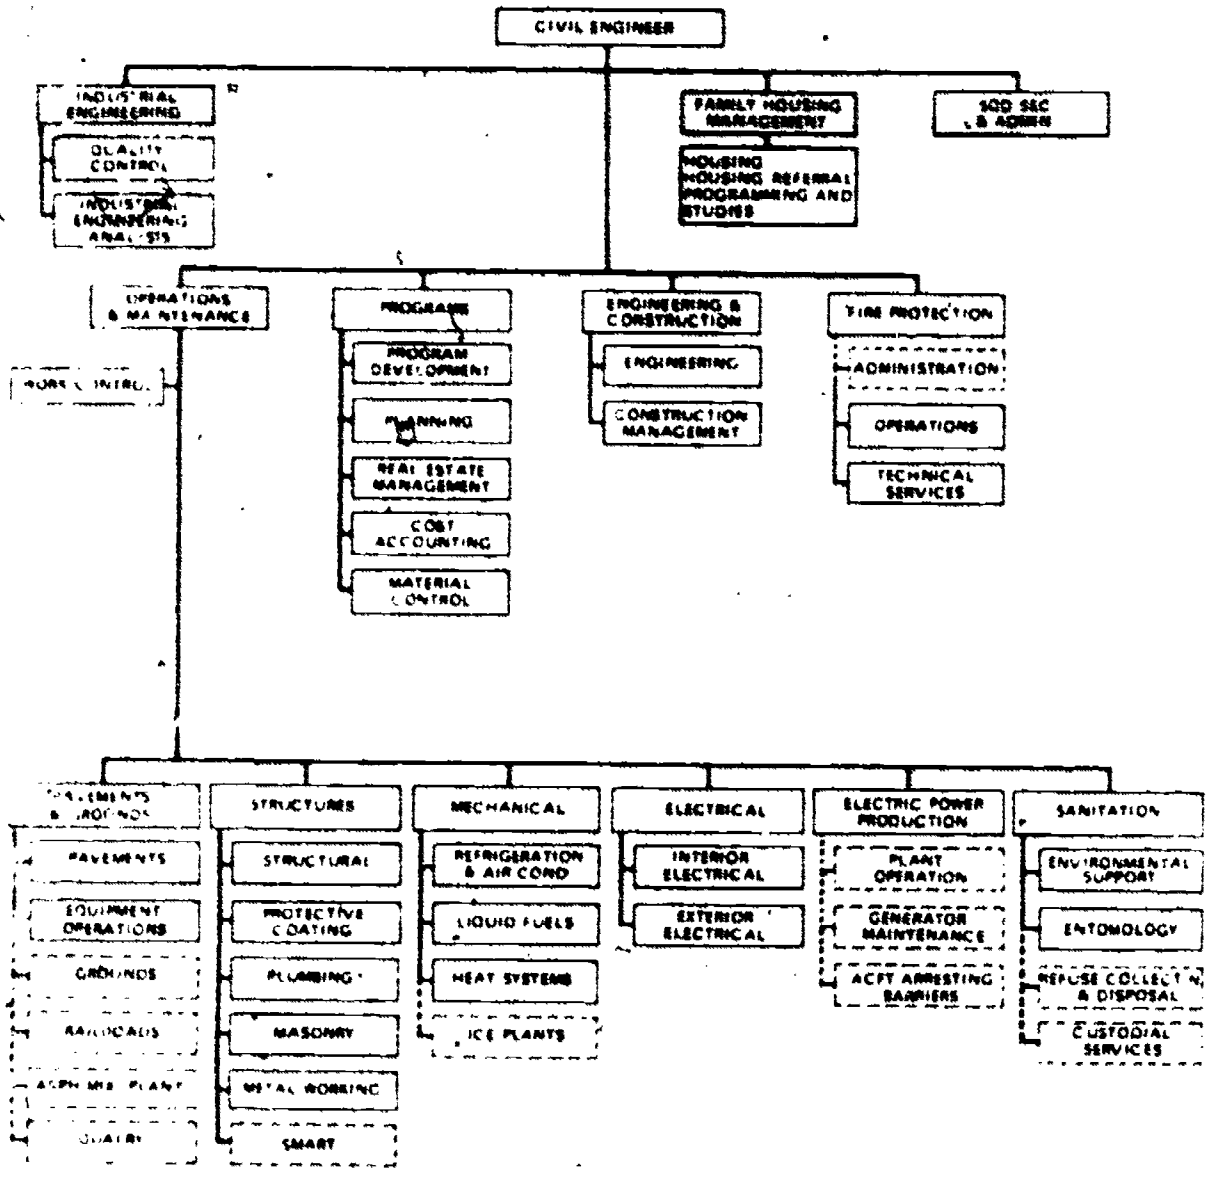 CIVIL ENGINEER
INDUSTRIAL
ENGINEERING
FAMILY HOUSING
MANAGEMENT
SQD SEC
& ADMIN
QUALITY
CONTROL
HOUSING
HOUSING REFERRAL
PROGRAMMING AND
STUDIES
INDUSTRIAL
ENGINEERING
ANALYSTS
OPERATIONS
& MAINTENANCE
PROGRAMS
ENGINEERING &
CONSTRUCTION
FIRE PROTECTION
WORK CONTROL
PROGRAM
DEVELOPMENT
ENGINEERING
ADMINISTRATION
PLANNING
CONSTRUCTION
MANAGEMENT
OPERATIONS
REAL ESTATE
MANAGEMENT
TECHNICAL
SERVICES
COST
ACCOUNTING
MATERIAL
CONTROL
PAVEMENTS
& GROUNDS
STRUCTURES
MECHANICAL
ELECTRICAL
ELECTRIC POWER
PRODUCTION
SANITATION
PAVEMENTS
STRUCTURAL
REFRIGERATION
& AIR COND
INTERIOR
ELECTRICAL
PLANT
OPERATION
ENVIRONMENTAL
SUPPORT
EQUIPMENT
OPERATIONS
PROTECTIVE
COATING
LIQUID FUELS
EXTERIOR
ELECTRICAL
GENERATOR
MAINTENANCE
ENTOMOLOGY
GROUNDS
PLUMBING
HEAT SYSTEMS
ACFT ARRESTING
BARRIERS
REFUSE COLLECT'N
& DISPOSAL
RAILROADS
MASONRY
ICE PLANTS
CUSTODIAL
SERVICES
ASPH MIX PLANT
METAL WORKING
QUARRY
SMART